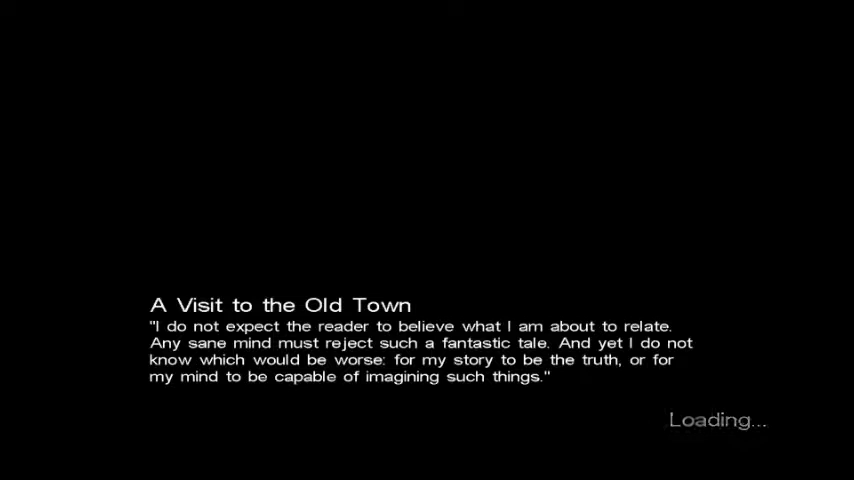 A Visit to the Old Town
"I do not expect the reader to believe what I am about to relate.
Any sane mind must reject such a fantastic tale. And yet I do not
know which would be worse: for my story to be the truth, or for
my mind to be capable of imagining such things."
Loading...